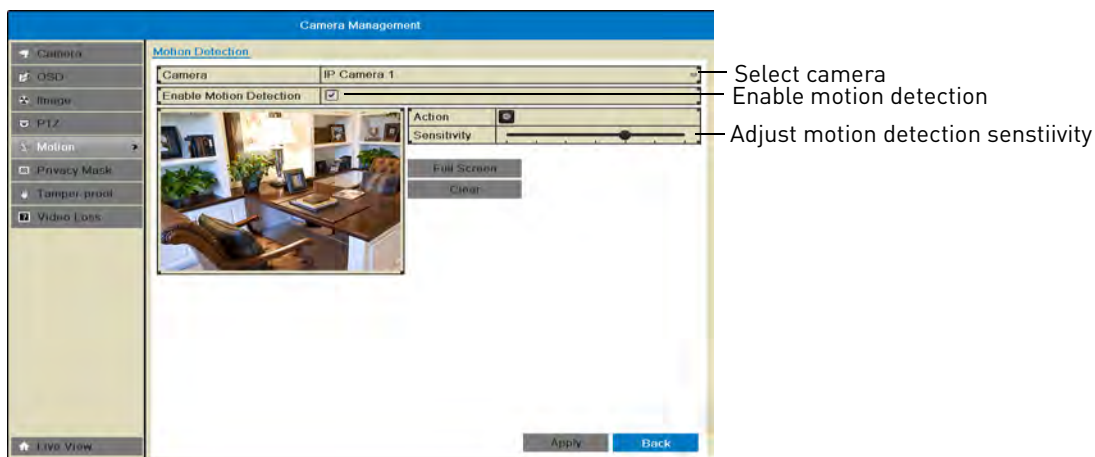 Camera Management
Camera
OSD
Image
PTZ
Motion
Privacy Mask
Tamper-proof
Video Loss
Live View
Motion Detection
Camera IP Camera 1
Enable Motion Detection
Action
Sensitivity
Full Screen
Clear
Apply Back
Select camera
Enable motion detection
Adjust motion detection senstiivity